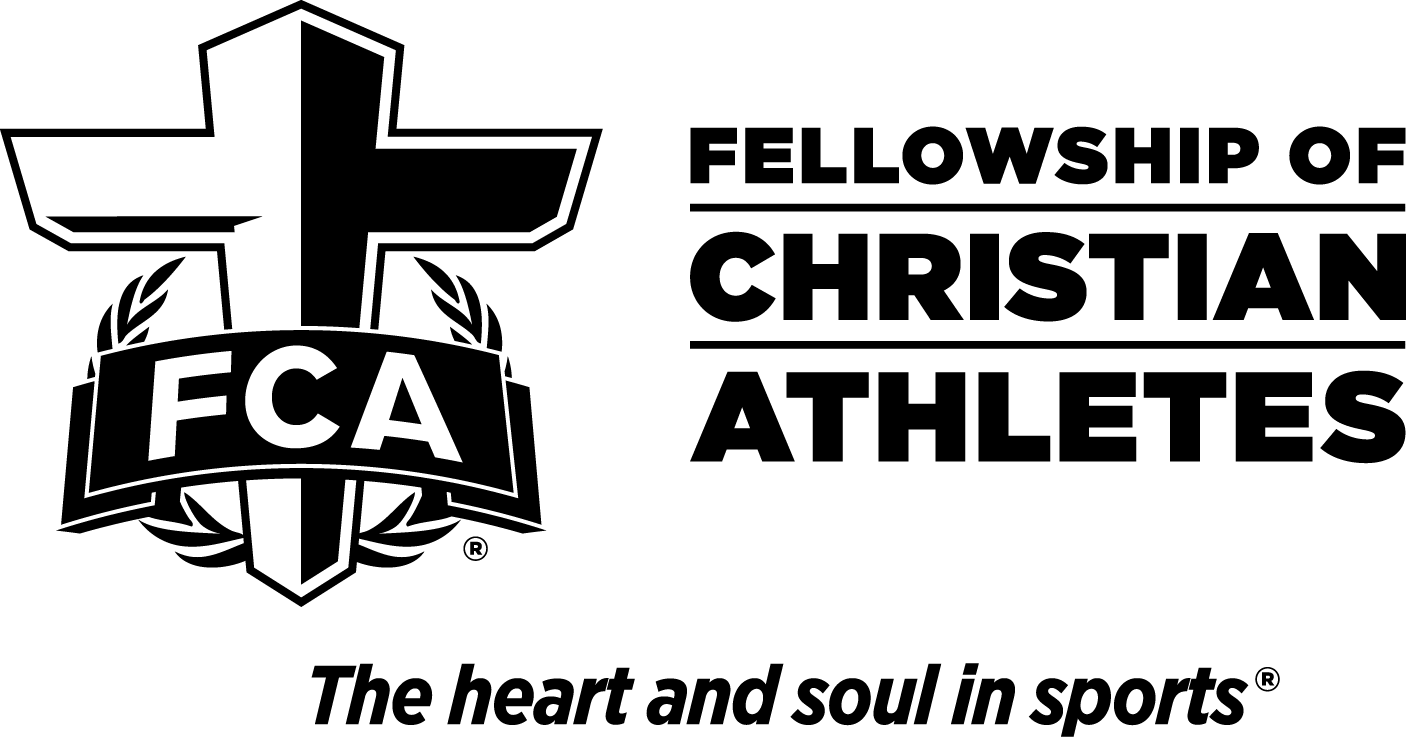 FCA
®
FELLOWSHIP OF
CHRISTIAN
ATHLETES
The heart and soul in sports®